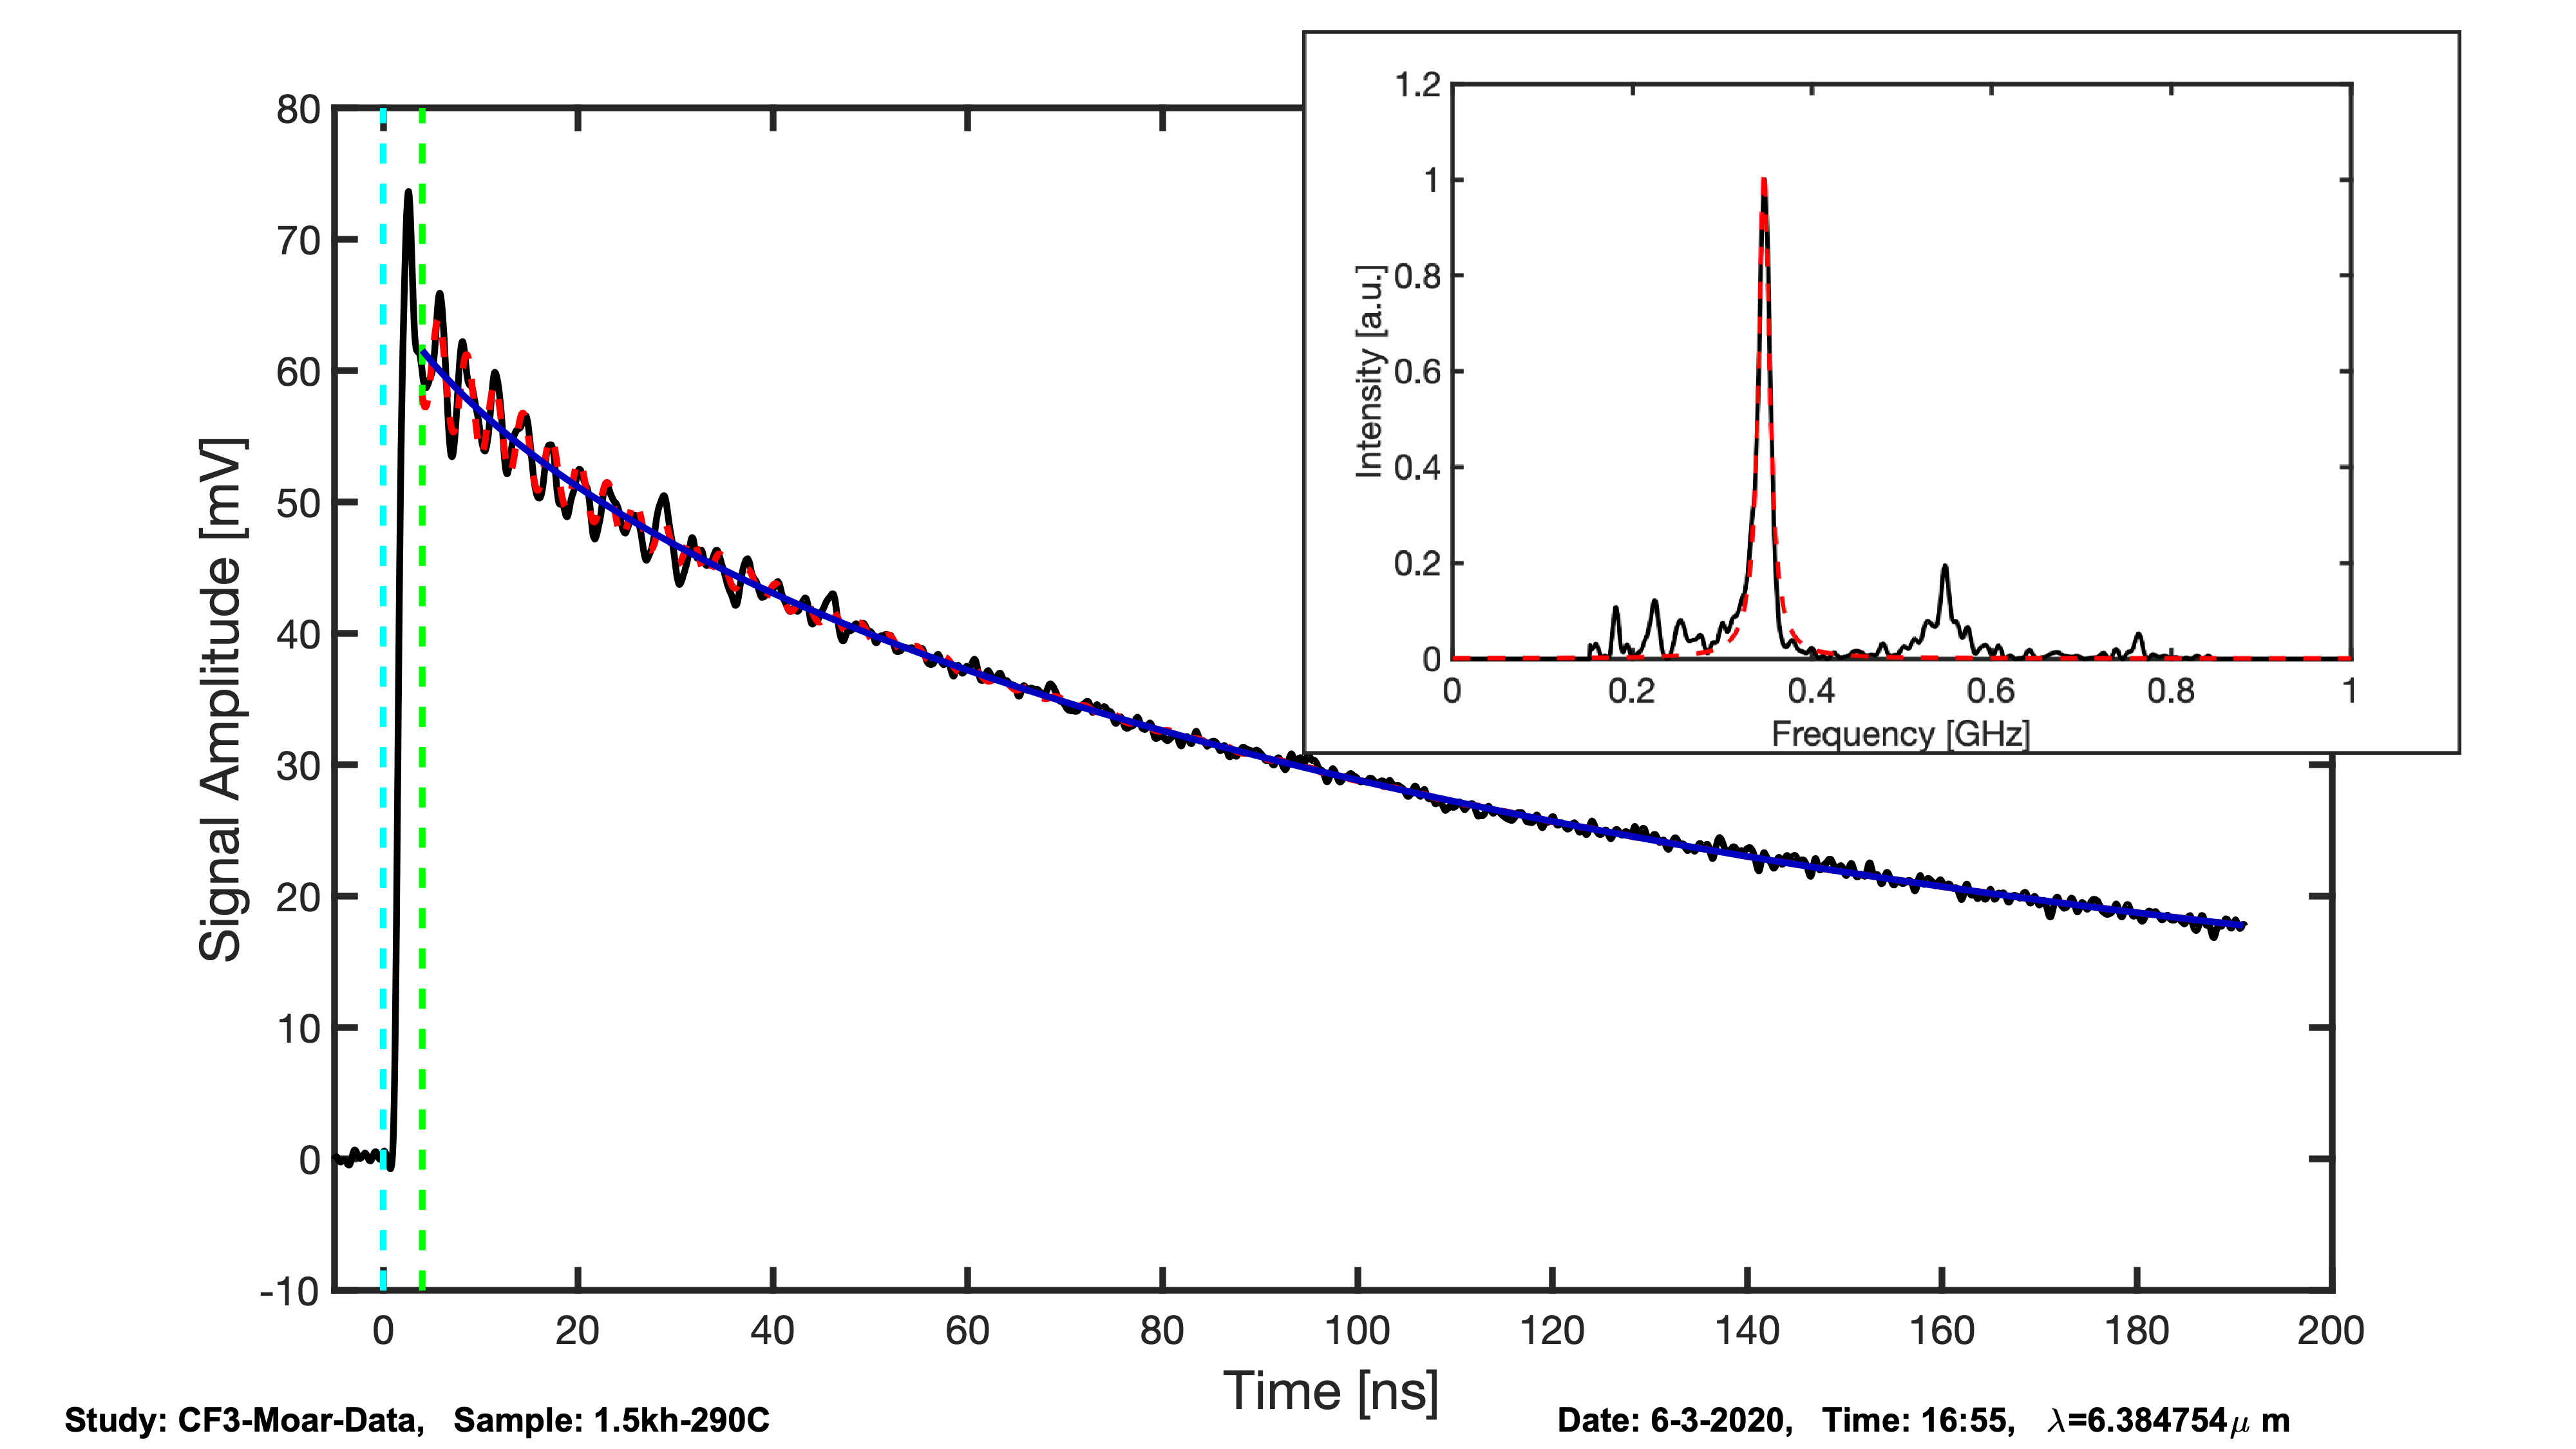 1.2
1
0.8
0.6
0.4
0.2
0
Intensity [a.u.]
0 0.2 0.4 0.6 0.8 1
Frequency [GHz]
80
70
60
50
40
30
20
10
0
-10
Signal Amplitude [mV]
0 20 40 60 80 100 120 140 160 180 200
Time [ns]
Study: CF3-Moar-Data, Sample: 1.5kh-290C
Date: 6-3-2020, Time: 16:55, λ=6.384754μ m